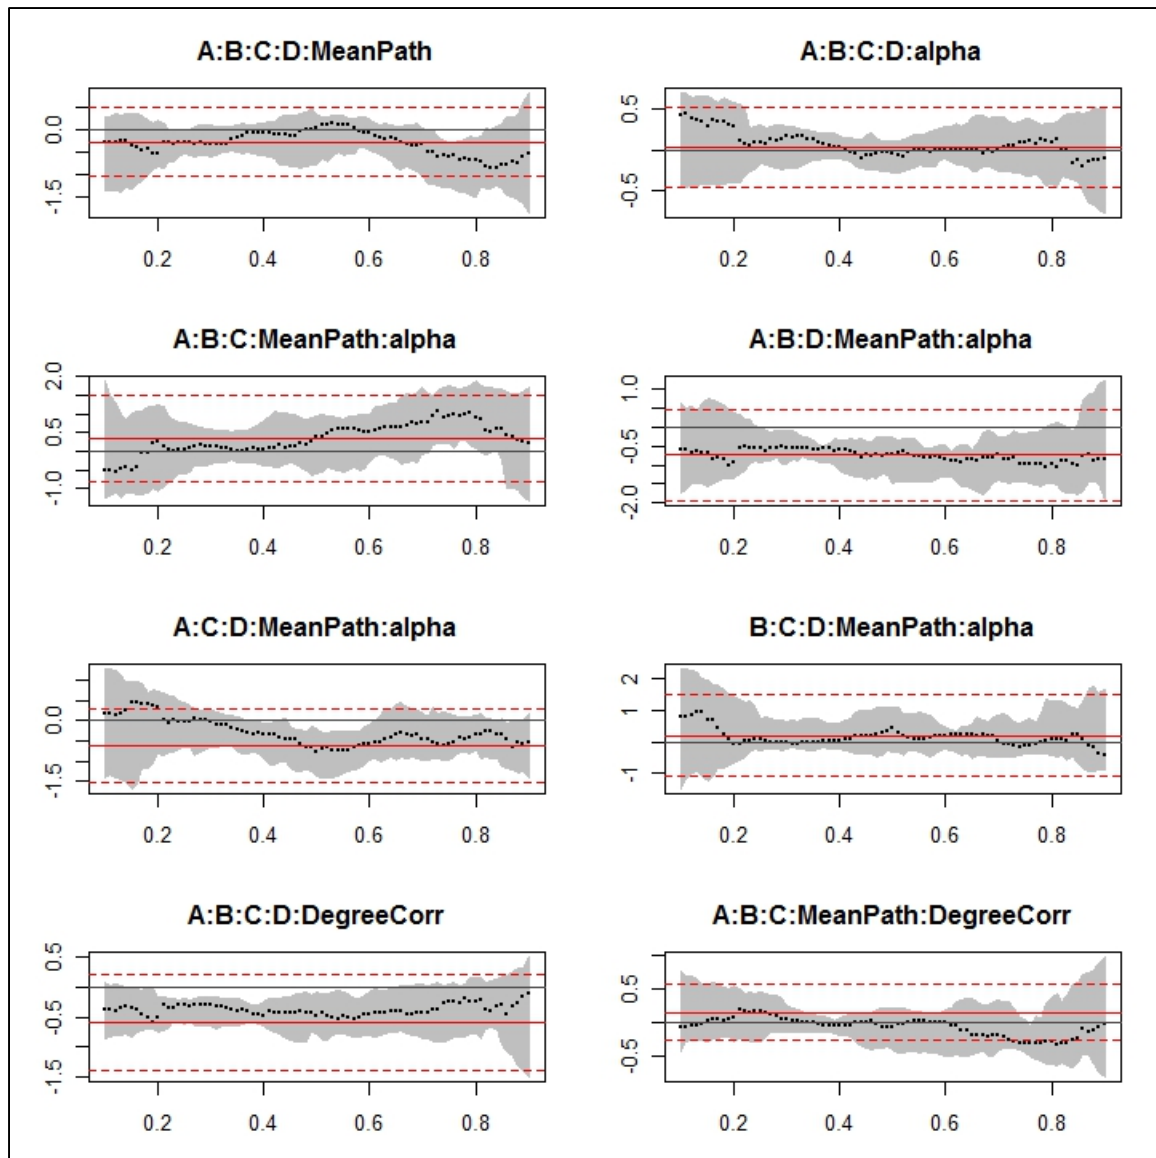 A:B:C:D:MeanPath
0.0
-1.5
0.2 0.4 0.6 0.8
A:B:C:D:alpha
0.5
-0.5
0.2 0.4 0.6 0.8
A:B:C:MeanPath:alpha
2.0
0.5
-1.0
0.2 0.4 0.6 0.8
A:B:D:MeanPath:alpha
1.0
-0.5
-2.0
0.2 0.4 0.6 0.8
A:C:D:MeanPath:alpha
0.0
-1.5
0.2 0.4 0.6 0.8
B:C:D:MeanPath:alpha
2
1
-1
0.2 0.4 0.6 0.8
A:B:C:D:DegreeCorr
0.5
-0.5
-1.5
0.2 0.4 0.6 0.8
A:B:C:MeanPath:DegreeCorr
0.5
-0.5
0.2 0.4 0.6 0.8